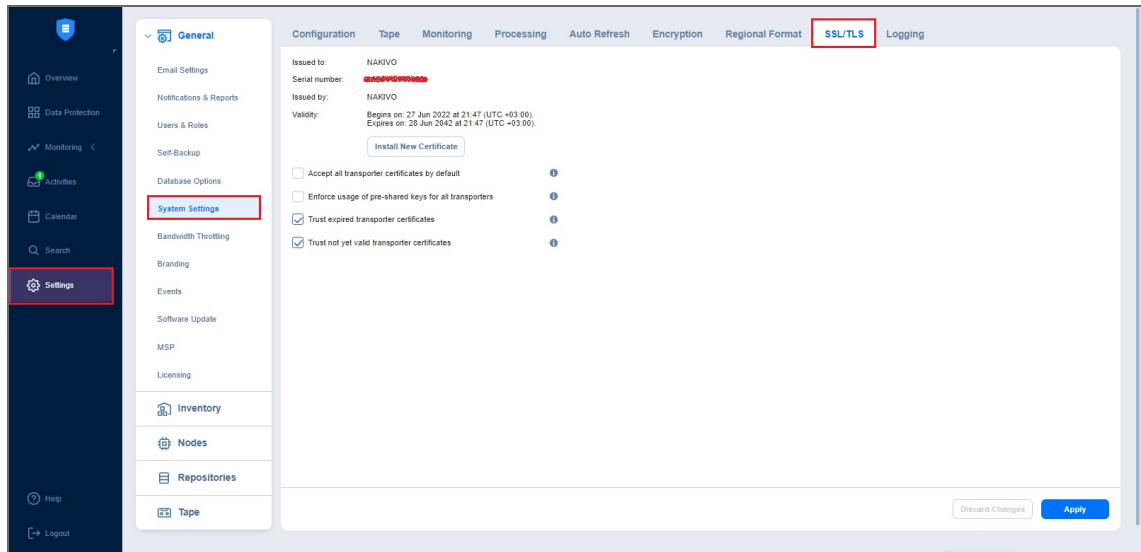 Overview
Data Protection
Monitoring
1
Activities
Calendar
Search
Settings
Help
Logout
General
Email Settings
Notifications & Reports
Users & Roles
Self-Backup
Database Options
System Settings
Bandwidth Throttling
Branding
Events
Software Update
MSP
Licensing
Inventory
Nodes
Repositories
Tape
Configuration Tape Monitoring Processing Auto Refresh Encryption Regional Format SSL/TLS Logging
Issued to: NAKIVO
Serial number:
Issued by: NAKIVO
Validity: Begins on: 27 Jun 2022 at 21:47 (UTC +03:00).
Expires on: 28 Jun 2042 at 21:47 (UTC +03:00).
Install New Certificate
Accept all transporter certificates by default
Enforce usage of pre-shared keys for all transporters
Trust expired transporter certificates
Trust not yet valid transporter certificates
Discard Changes Apply